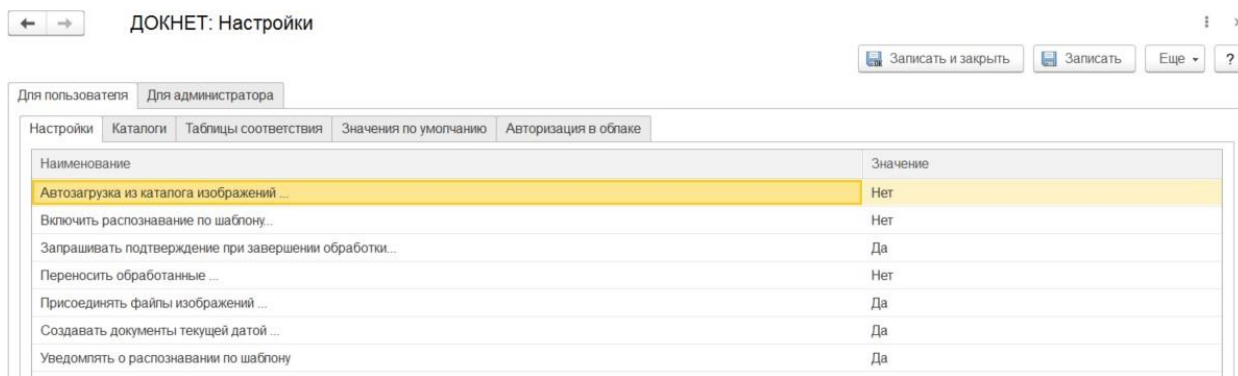 ДОКНЕТ: Настройки
Записать и закрыть Записать Еще ?
Для пользователя Для администратора
Настройки Каталоги Таблицы соответствия Значения по умолчанию Авторизация в облаке
Наименование Значение
Автозагрузка из каталога изображений ... Нет
Включить распознавание по шаблону... Нет
Запрашивать подтверждение при завершении обработки... Да
Переносить обработанные ... Нет
Присоединять файлы изображений ... Да
Создавать документы текущей датой ... Да
Уведомлять о распознавании по шаблону Да